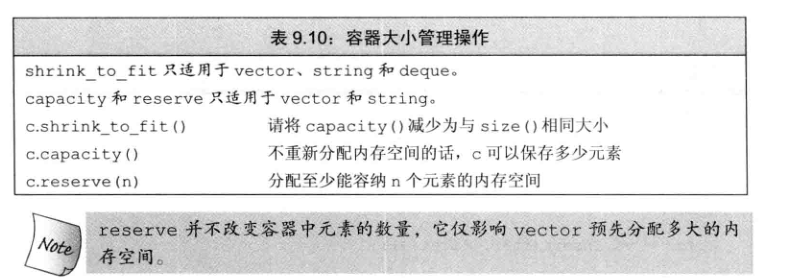 表 9.10：容器大小管理操作
shrink_to_fit 只适用于 vector、string 和 deque。
capacity 和 reserve 只适用于 vector 和 string。
c.shrink_to_fit() 请将 capacity()减少为与 size()相同大小
c.capacity() 不重新分配内存空间的话，c 可以保存多少元素
c.reserve(n) 分配至少能容纳 n 个元素的内存空间
Note
reserve 并不改变容器中元素的数量，它仅影响 vector 预先分配多大的内
存空间。